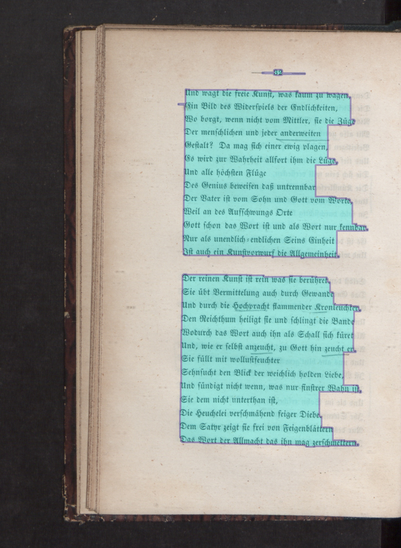 12
Und wagt die freie Kunst, was kaum zu wagen,
Ein Bild des Widerspiels der Endlichkeiten,
Wo borgt, wenn nicht vom Mittler, sie die Züge
Der menschlichen und jeder anderweiten
Gestalt? Da mag sich einer ewig plagen,
Es wird zur Wahrheit allfort ihm die Lüge,
Und alle höchsten Flüge
Des Genius beweisen daß untrennbar
Der Vater ist vom Sohn und Gott vom Worte,
Weil an des Aufschwungs Orte
Gott schon das Wort ist und als Wort nur kennbar.
Nur als unendlich-endlichen Seins Einheit
Ist auch ein Kunstvorwurf die Allgemeinheit.
Der reinen Kunst ist rein was sie berühret,
Sie übt Vermittelung auch durch Gewande
Und durch die Hochpracht flammender Kronleuchter,
Den Reichthum heiligt sie und schlingt die Bande
Wodurch das Wort auch ihn als Schall sich küret
Und, wie er selbst anzeucht, zu Gott hin zeucht er.
Sie füllt mit wollustfeuchter
Sehnsucht den Blick der weichlich holden Liebe,
Und sündigt nicht wenn, was nur finstrer Wahn ist,
Sie dem nicht unterthan ist,
Die Heuchelei verschmähend feiger Diebe,
Dem Satyr zeigt sie frei von Feigenblättern
Das Wort der Allmacht das ihn mag zerschmettern.